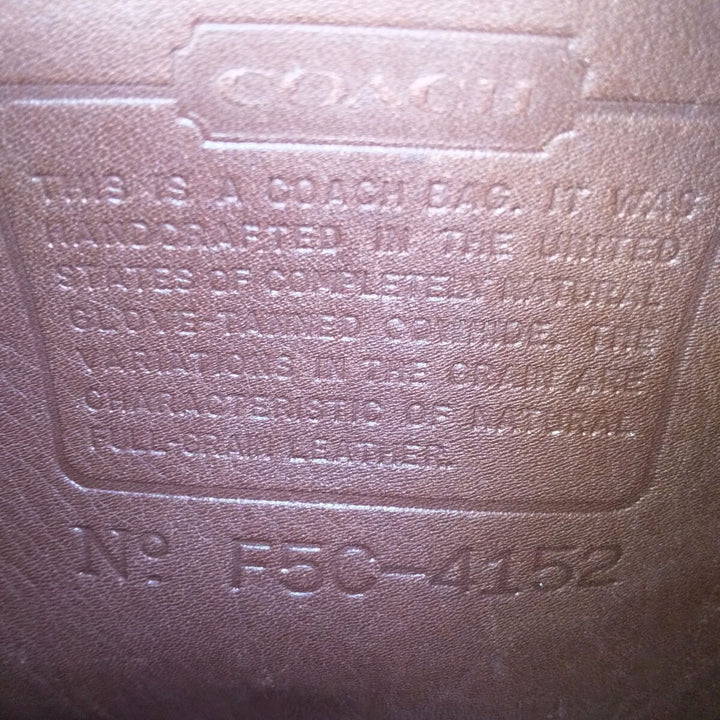 COACH
THIS IS A COACH BAG. IT WAS
HANDCRAFTED IN THE UNITED
STATES OF COMPLETELY NATURAL
GLOVE-TANNED COWHIDE. THE
VARIATIONS IN THE GRAIN ARE
CHARACTERISTIC OF NATURAL
FULL-GRAIN LEATHER.
Nº F5C-4152